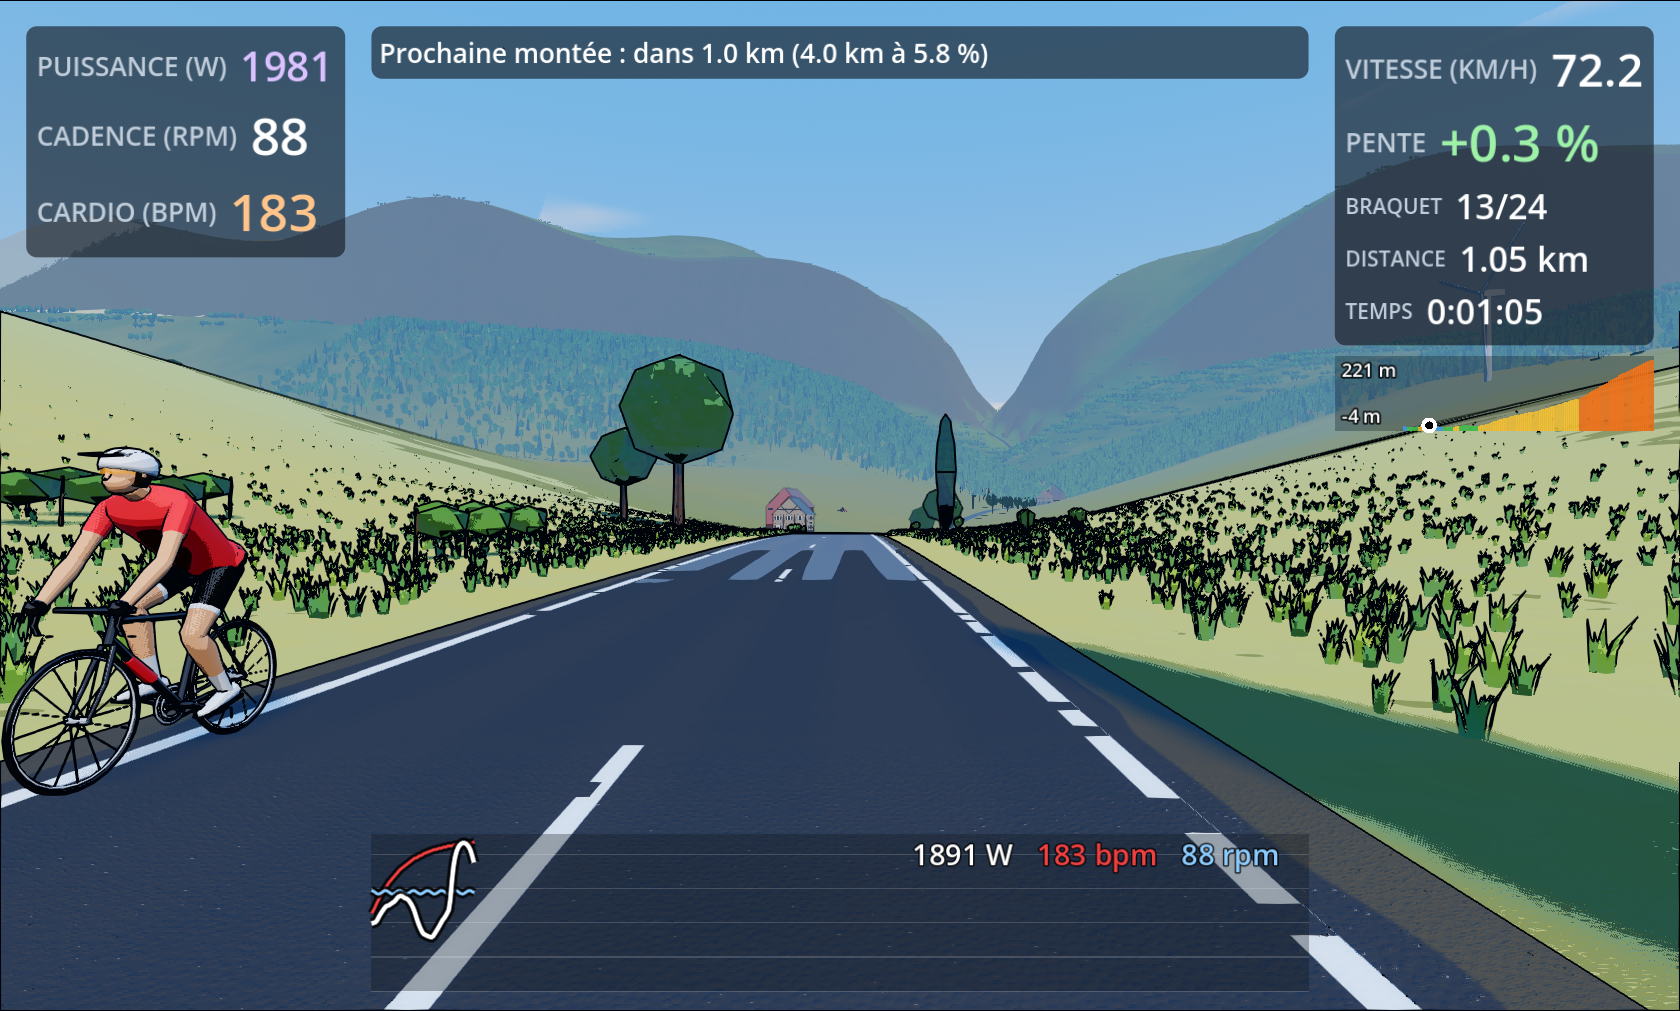 PUISSANCE (W) 1981
CADENCE (RPM) 88
CARDIO (BPM) 183
Prochaine montée : dans 1.0 km (4.0 km à 5.8 %)
VITESSE (KM/H) 72.2
PENTE +0.3 %
BRAQUET 13/24
DISTANCE 1.05 km
TEMPS 0:01:05
221 m
-4 m
1891 W 183 bpm 88 rpm